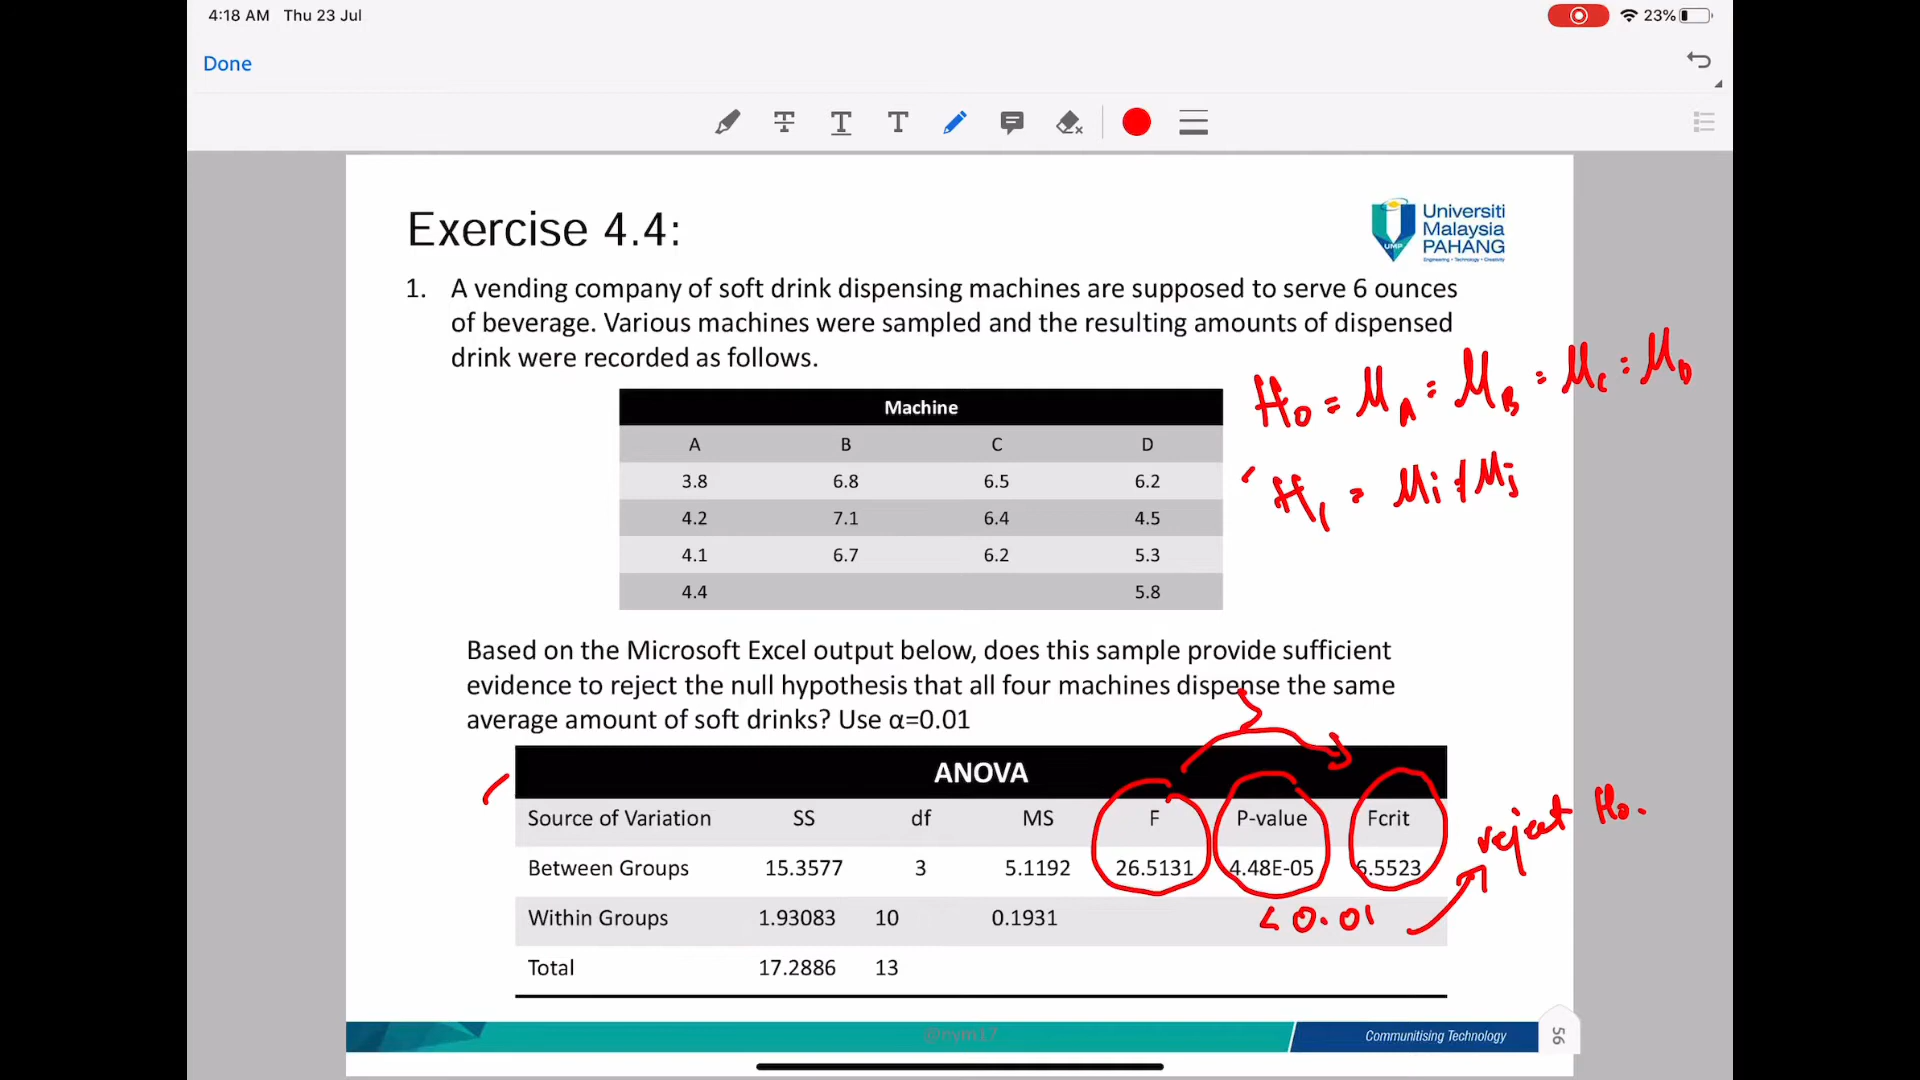 4:18 AM Thu 23 Jul
23%
Done
Exercise 4.4:
Universiti
Malaysia
PAHANG
UMP
Engineering • Technology • Creativity
1. A vending company of soft drink dispensing machines are supposed to serve 6 ounces
of beverage. Various machines were sampled and the resulting amounts of dispensed
drink were recorded as follows.
H0 = μA = μB = μC = μD
H1 = μi ≠ μj
Machine
A B C D
3.8 6.8 6.5 6.2
4.2 7.1 6.4 4.5
4.1 6.7 6.2 5.3
4.4 5.8
Based on the Microsoft Excel output below, does this sample provide sufficient
evidence to reject the null hypothesis that all four machines dispense the same
average amount of soft drinks? Use α=0.01
>
ANOVA
Source of Variation SS df MS F P-value Fcrit
reject H0.
Between Groups 15.3577 3 5.1192 26.5131 4.48E-05 6.5523
Within Groups 1.93083 10 0.1931
< 0.01
Total 17.2886 13
@nym17
Communitising Technology
56